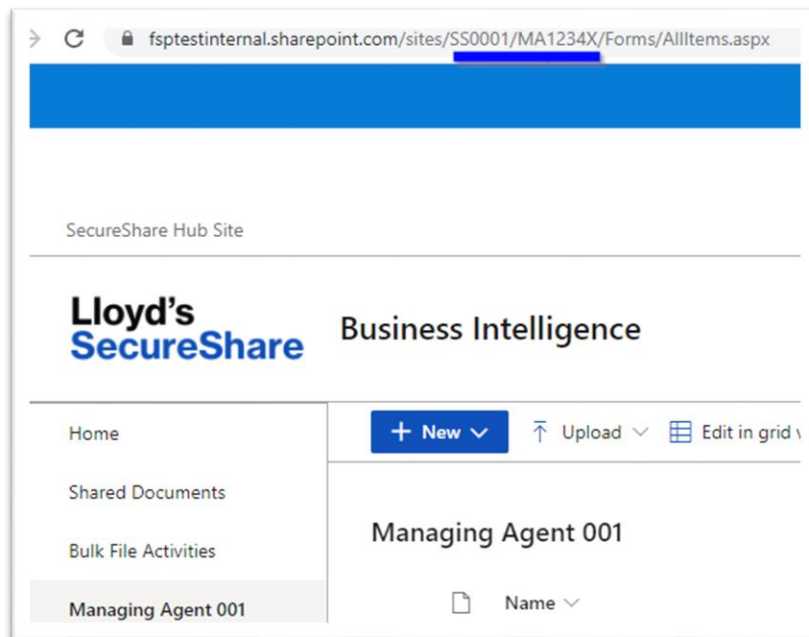 fsptestinternal.sharepoint.com/sites/SS0001/MA1234X/Forms/AllItems.aspx
SecureShare Hub Site
Lloyd's
SecureShare
Business Intelligence
Home
Shared Documents
Bulk File Activities
Managing Agent 001
+ New
Upload
Edit in grid
Managing Agent 001
Name